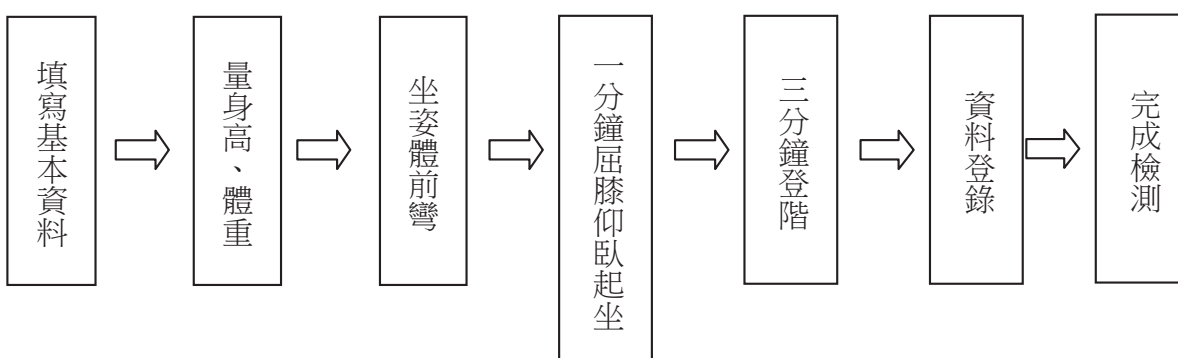 填寫基本資料
量身高、體重
坐姿體前彎
一分鐘屈膝仰臥起坐
三分鐘登階
資料登錄
完成檢測